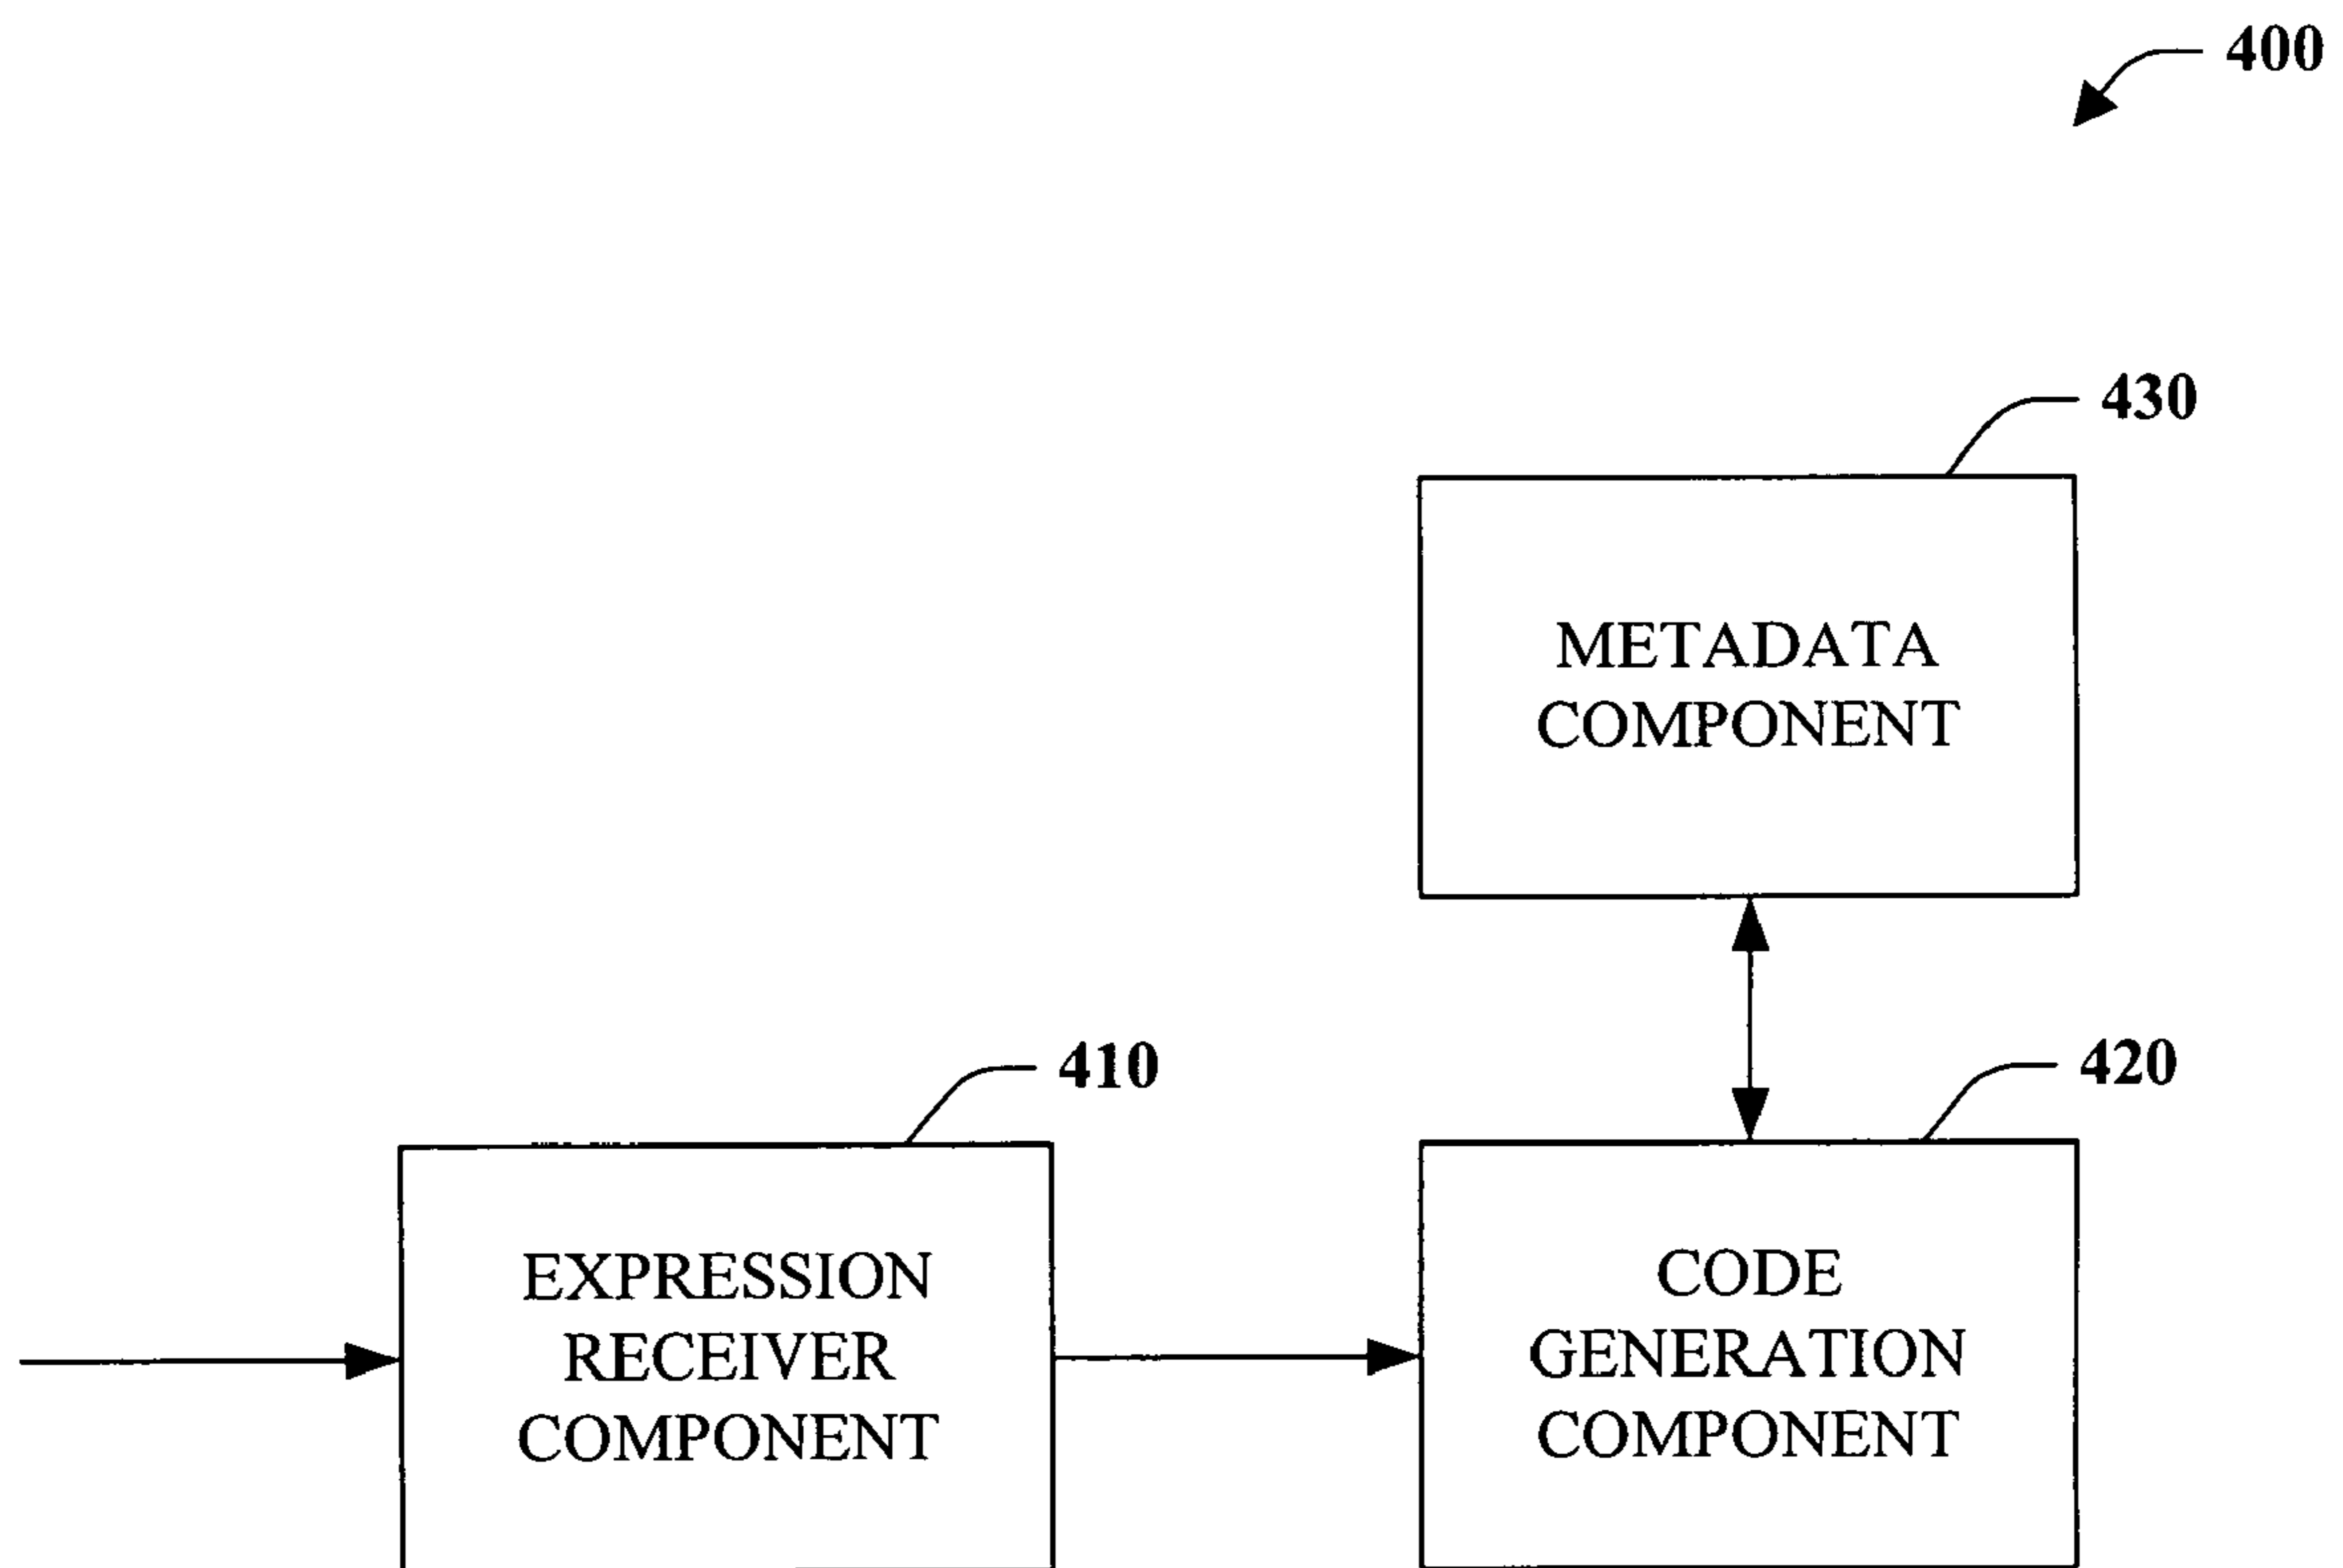 400
430
METADATA
COMPONENT
410
420
EXPRESSION
RECEIVER
COMPONENT
CODE
GENERATION
COMPONENT